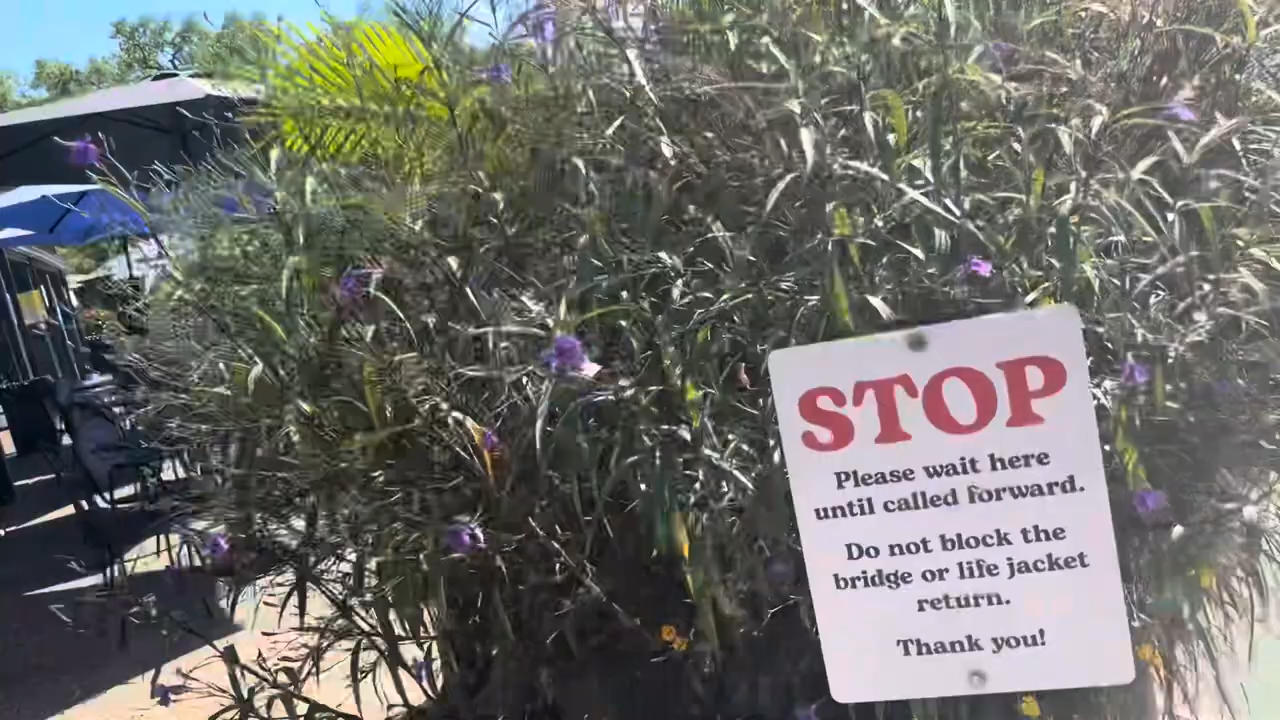 STOP
Please wait here
until called forward.
Do not block the
bridge or life jacket
return.
Thank you!